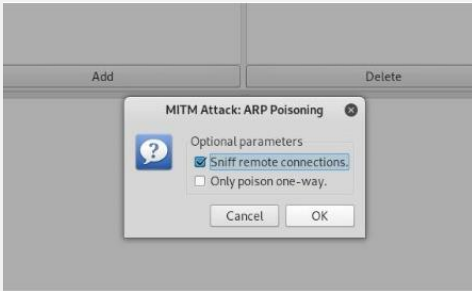 Add Delete
MITM Attack: ARP Poisoning
Optional parameters
Sniff remote connections.
Only poison one-way.
Cancel OK